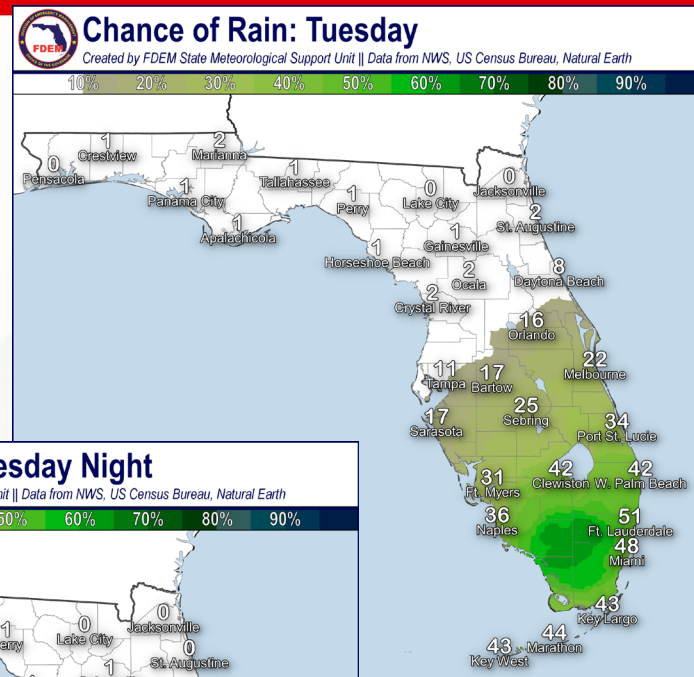 Chance of Rain: Tuesday
FDEM
Created by FDEM State Meteorological Support Unit || Data from NWS, US Census Bureau, Natural Earth
10% 20% 30% 40% 50% 60% 70% 80% 90%
0
Pensacola
1
Crestview
2
Marianna
1
Panama City
1
Apalachicola
1
Tallahassee
1
Perry
0
Lake City
0
Jacksonville
2
St. Augustine
1
Gainesville
1
Horseshoe Beach
2
Ocala
8
Daytona Beach
2
Crystal River
16
Orlando
22
Melbourne
11
Tampa
17
Bartow
25
Sebring
17
Sarasota
34
Port St. Lucie
31
Ft. Myers
42
Clewiston
42
W. Palm Beach
36
Naples
51
Ft. Lauderdale
48
Miami
43
Key Largo
44
Marathon
43
Key West
esday Night
nit || Data from NWS, US Census Bureau, Natural Earth
50% 60% 70% 80% 90%
1
erry
0
Lake City
0
Jacksonville
0
St. Augustine
1